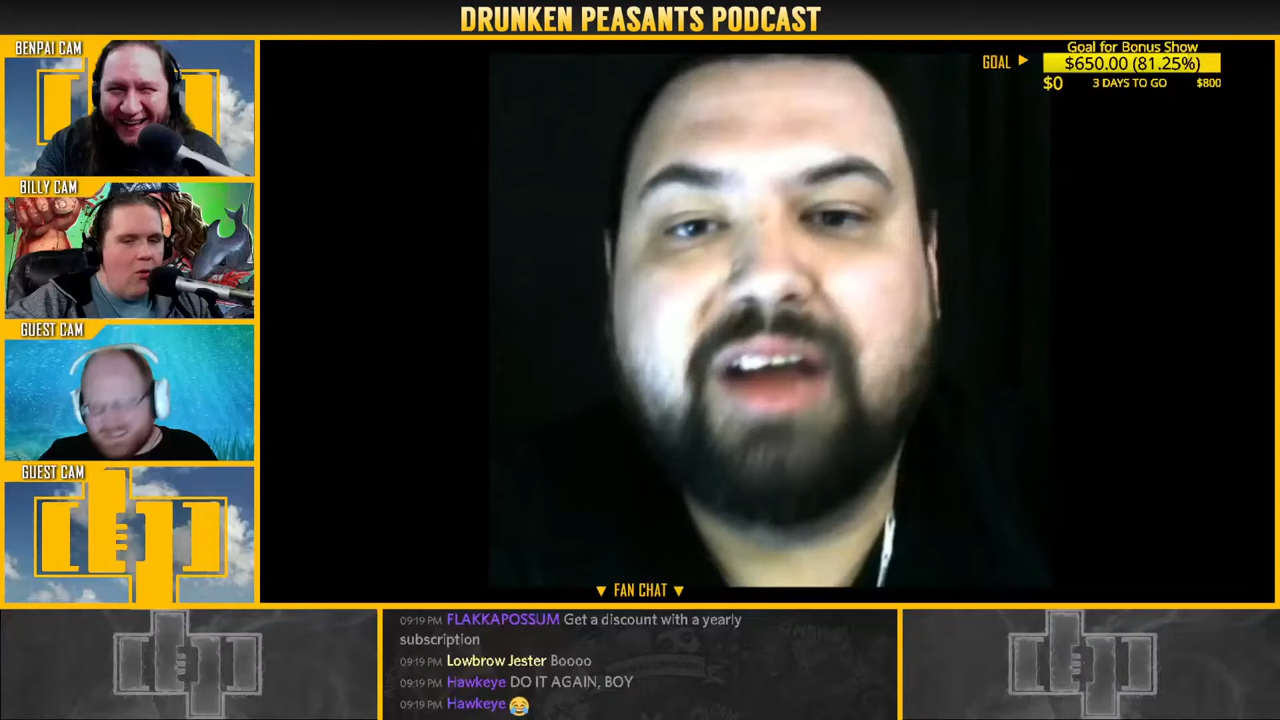 DRUNKEN PEASANTS PODCAST
BENPAI CAM
BILLY CAM
GUEST CAM
GUEST CAM
GOAL ▶
Goal for Bonus Show
$650.00 (81.25%)
$0 3 DAYS TO GO $800
▼ FAN CHAT ▼
09:19 PM FLAKKAPOSSUM Get a discount with a yearly
subscription
09:19 PM Lowbrow Jester Boooo
09:19 PM Hawkeye DO IT AGAIN, BOY
09:19 PM Hawkeye 😂